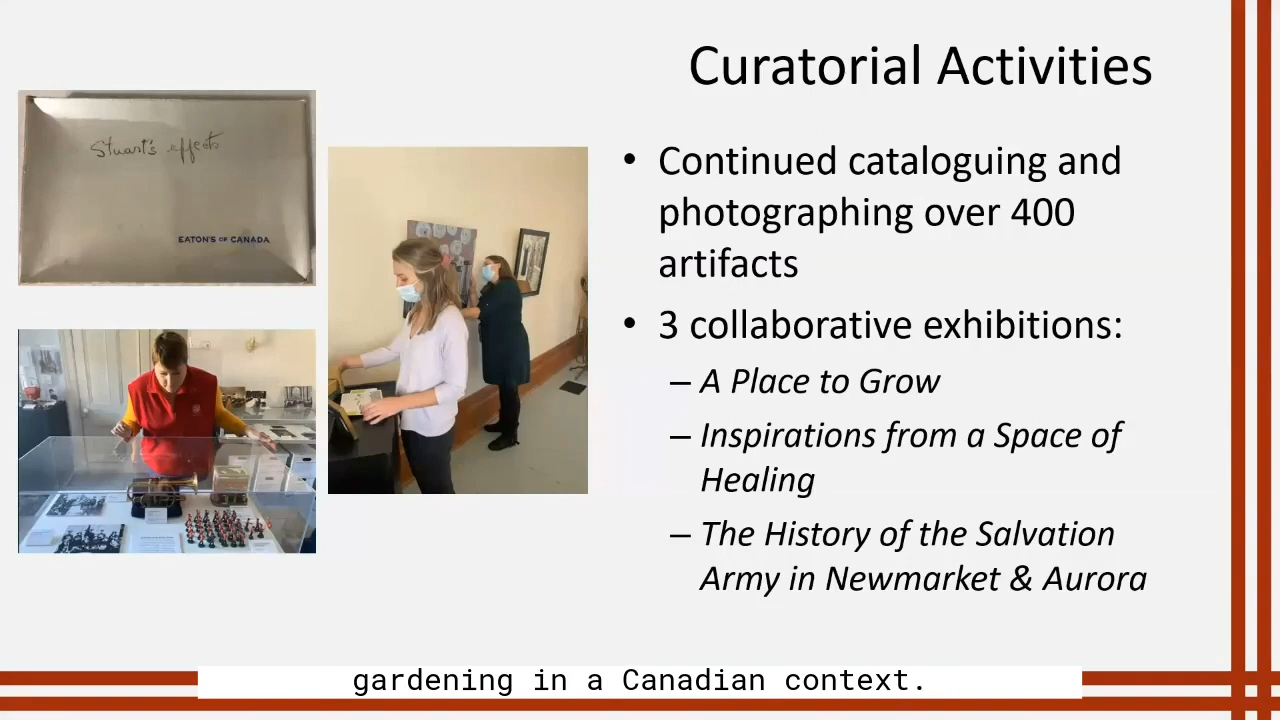 Curatorial Activities
Stuart's effects
EATON'S OF CANADA
• Continued cataloguing and
photographing over 400
artifacts
• 3 collaborative exhibitions:
– A Place to Grow
– Inspirations from a Space of
Healing
– The History of the Salvation
Army in Newmarket & Aurora
gardening in a Canadian context.